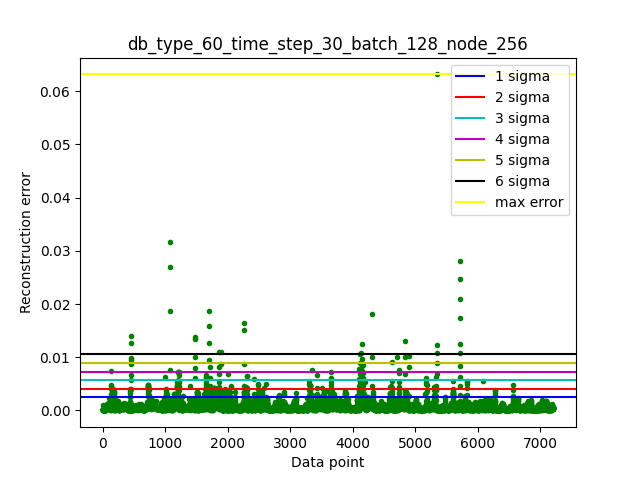 db_type_60_time_step_30_batch_128_node_256
Reconstruction error
0.06
0.05
0.04
0.03
0.02
0.01
0.00
1 sigma
2 sigma
3 sigma
4 sigma
5 sigma
6 sigma
max error
0 1000 2000 3000 4000 5000 6000 7000
Data point